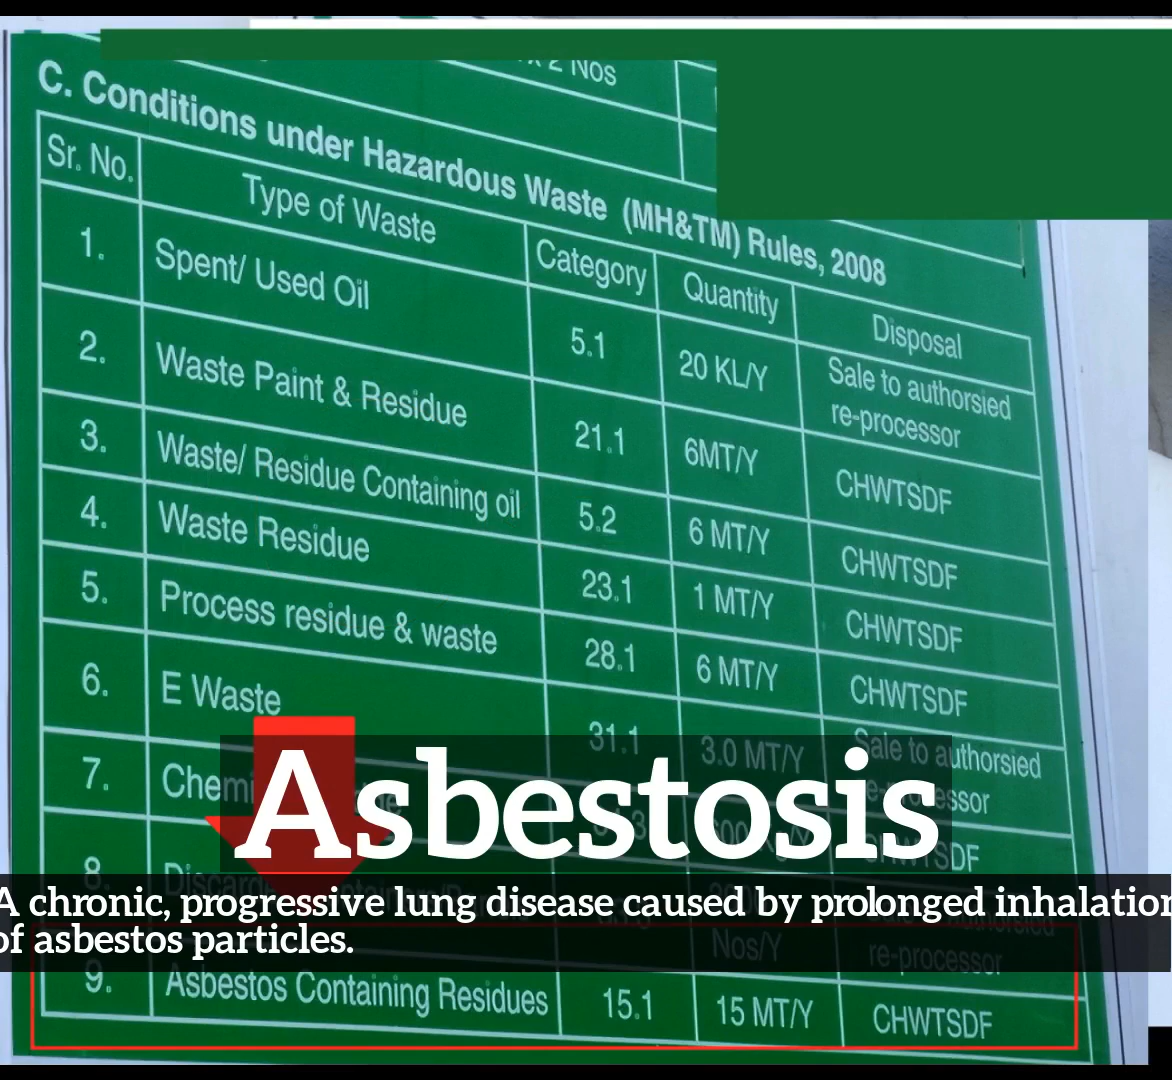 x 2 Nos
C. Conditions under Hazardous Waste (MH&TM) Rules, 2008
Sr. No. Type of Waste Category Quantity Disposal
1. Spent/ Used Oil 5.1 20 KL/Y Sale to authorsied
re-processor
2. Waste Paint & Residue 21.1 6MT/Y CHWTSDF
3. Waste/ Residue Containing oil 5.2 6 MT/Y CHWTSDF
4. Waste Residue 23.1 1 MT/Y CHWTSDF
5. Process residue & waste 28.1 6 MT/Y CHWTSDF
6. E Waste 31.1 3.0 MT/Y Sale to authorsied
re-processor
7. CHWTSDF
Asbestosis
8.
A chronic, progressive lung disease caused by prolonged inhalation
of asbestos particles.
Nos/Y re-processor
9. Asbestos Containing Residues 15.1 15 MT/Y CHWTSDF